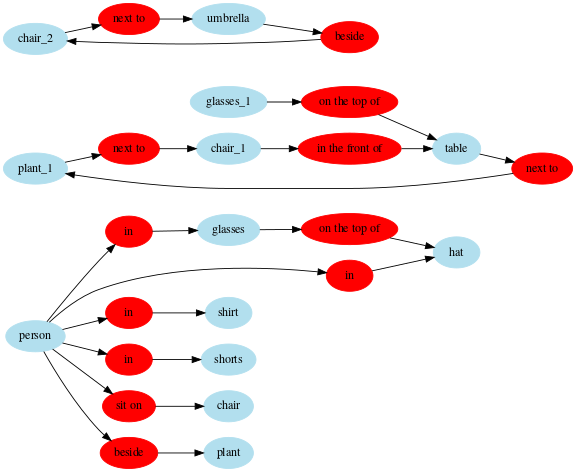 chair_2 next to umbrella beside
glasses_1 on the top of
plant_1 next to chair_1 in the front of table next to
in glasses on the top of hat
in
in shirt
person
in shorts
sit on chair
beside plant